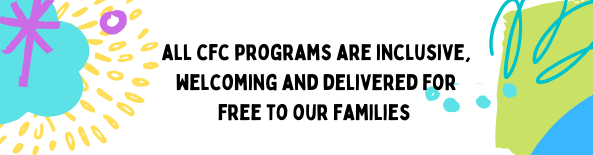 ALL CFC PROGRAMS ARE INCLUSIVE,
WELCOMING AND DELIVERED FOR
FREE TO OUR FAMILIES